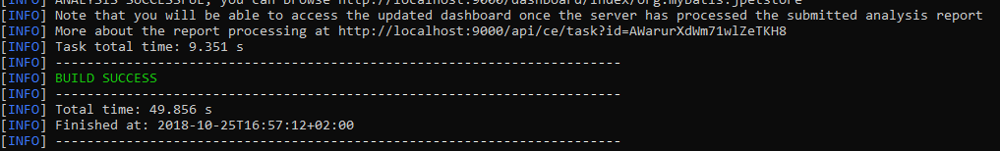 [INFO] ANALYSIS SUCCESSFUL, you can browse http://localhost:9000/dashboard/index/org.mybatis:jpetstore
[INFO] Note that you will be able to access the updated dashboard once the server has processed the submitted analysis report
[INFO] More about the report processing at http://localhost:9000/api/ce/task?id=AWarurXdWm71wlZeTKH8
[INFO] Task total time: 9.351 s
[INFO] ------------------------------------------------------------------------
[INFO] BUILD SUCCESS
[INFO] ------------------------------------------------------------------------
[INFO] Total time: 49.856 s
[INFO] Finished at: 2018-10-25T16:57:12+02:00
[INFO] ------------------------------------------------------------------------